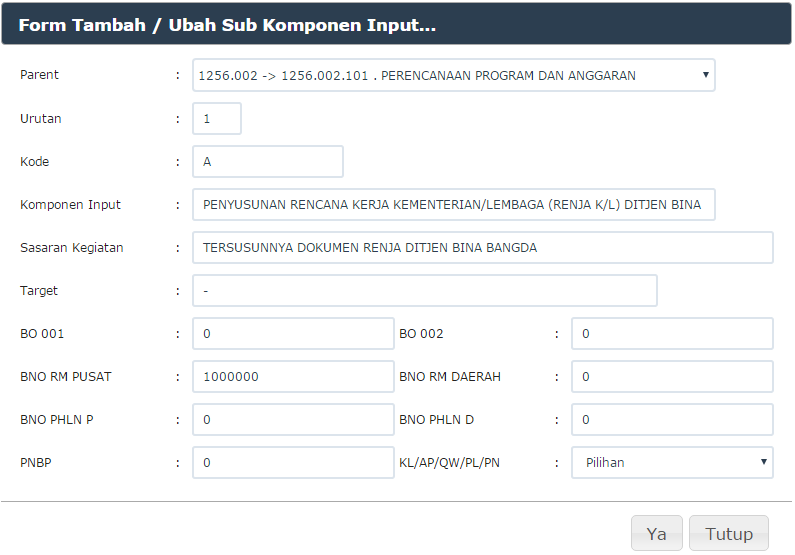 Form Tambah / Ubah Sub Komponen Input...
Parent : 1256.002 -> 1256.002.101 . PERENCANAAN PROGRAM DAN ANGGARAN
Urutan : 1
Kode : A
Komponen Input : PENYUSUNAN RENCANA KERJA KEMENTERIAN/LEMBAGA (RENJA K/L) DITJEN BINA
Sasaran Kegiatan : TERSUSUNNYA DOKUMEN RENJA DITJEN BINA BANGDA
Target : -
BO 001 : 0 BO 002 : 0
BNO RM PUSAT : 1000000 BNO RM DAERAH : 0
BNO PHLN P : 0 BNO PHLN D : 0
PNBP : 0 KL/AP/QW/PL/PN : Pilihan
Ya Tutup